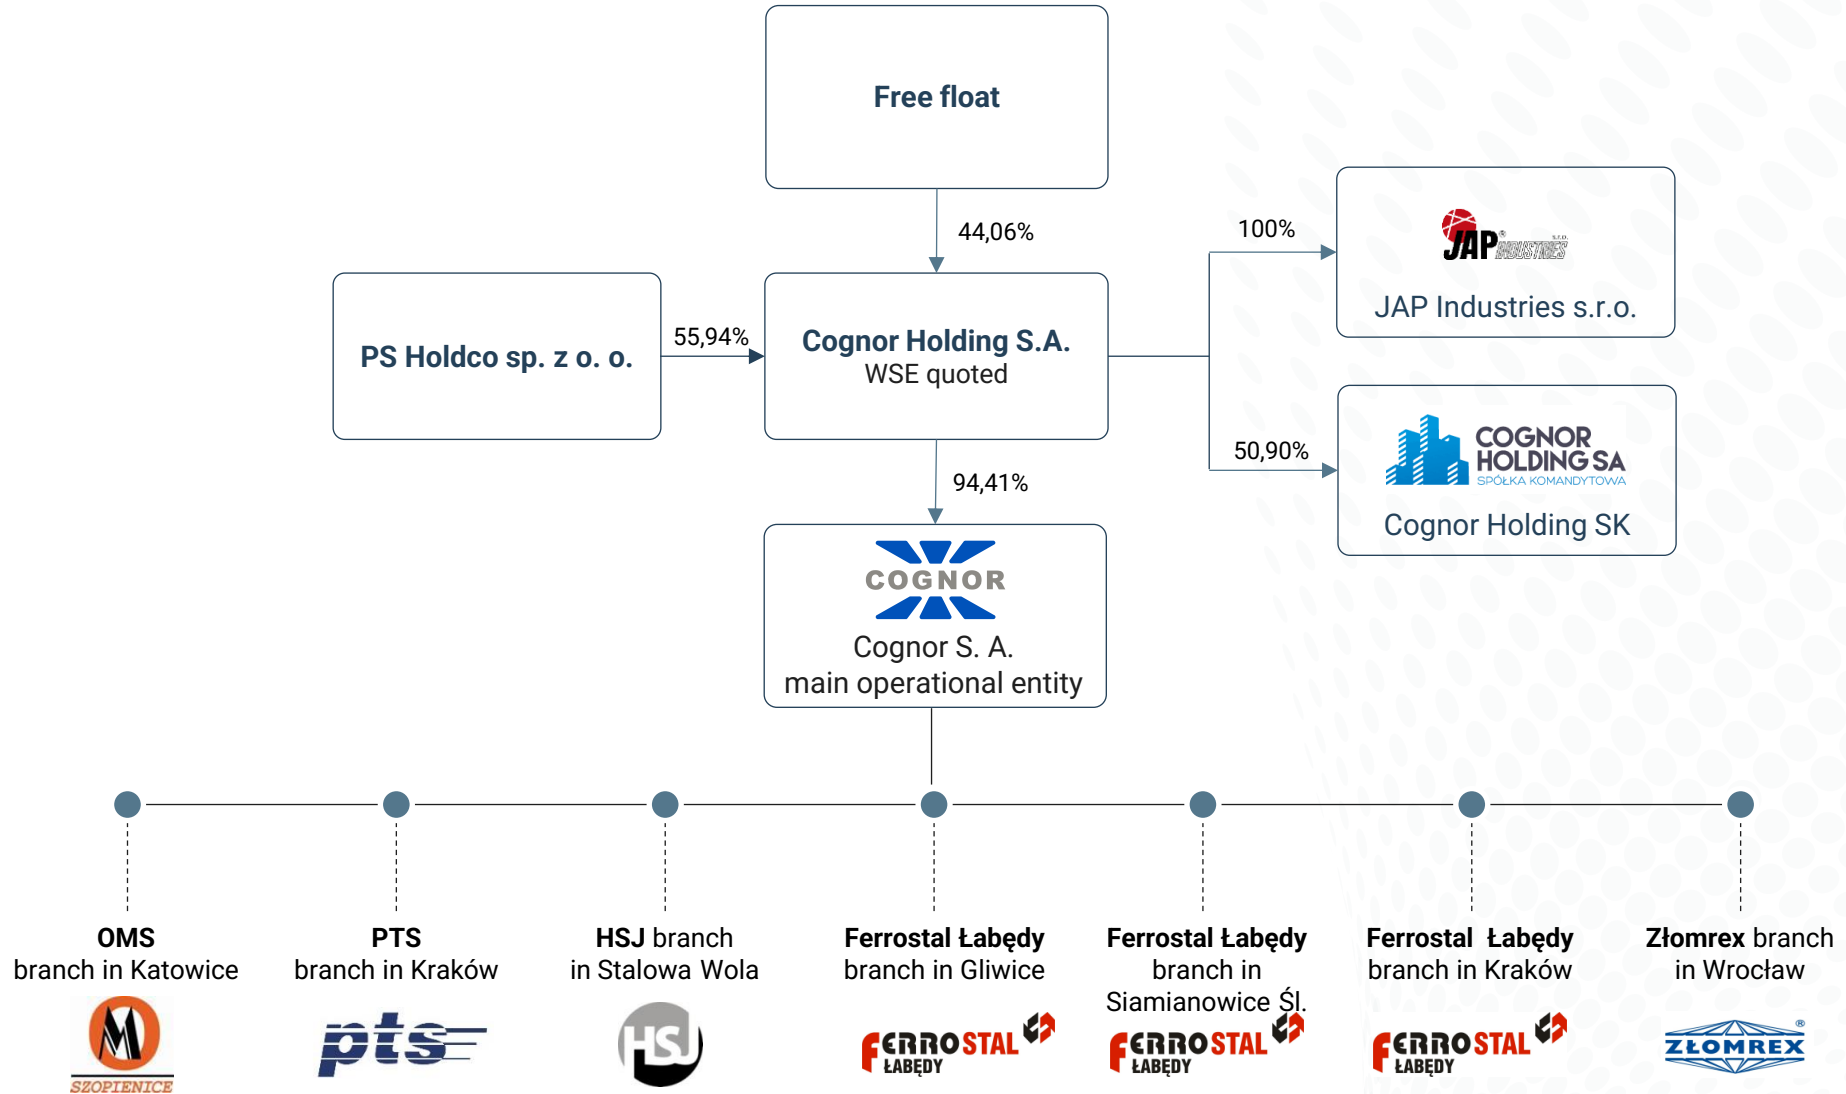 Free float
44,06%
100%
JAP® s.r.o.
INDUSTRIES
JAP Industries s.r.o.
PS Holdco sp. z o. o.
55,94%
Cognor Holding S.A.
WSE quoted
50,90%
COGNOR
HOLDING SA
SPÓŁKA KOMANDYTOWA
Cognor Holding SK
94,41%
COGNOR
Cognor S. A.
main operational entity
OMS
branch in Katowice
SZOPIENICE
PTS
branch in Kraków
pts
HSJ branch
in Stalowa Wola
HSJ
Ferrostal Łabędy
branch in Gliwice
FERROSTAL
ŁABĘDY
Ferrostal Łabędy
branch in
Siamianowice Śl.
FERROSTAL
ŁABĘDY
Ferrostal  Łabędy
branch in Kraków
FERROSTAL
ŁABĘDY
Złomrex branch
in Wrocław
ZŁOMREX®